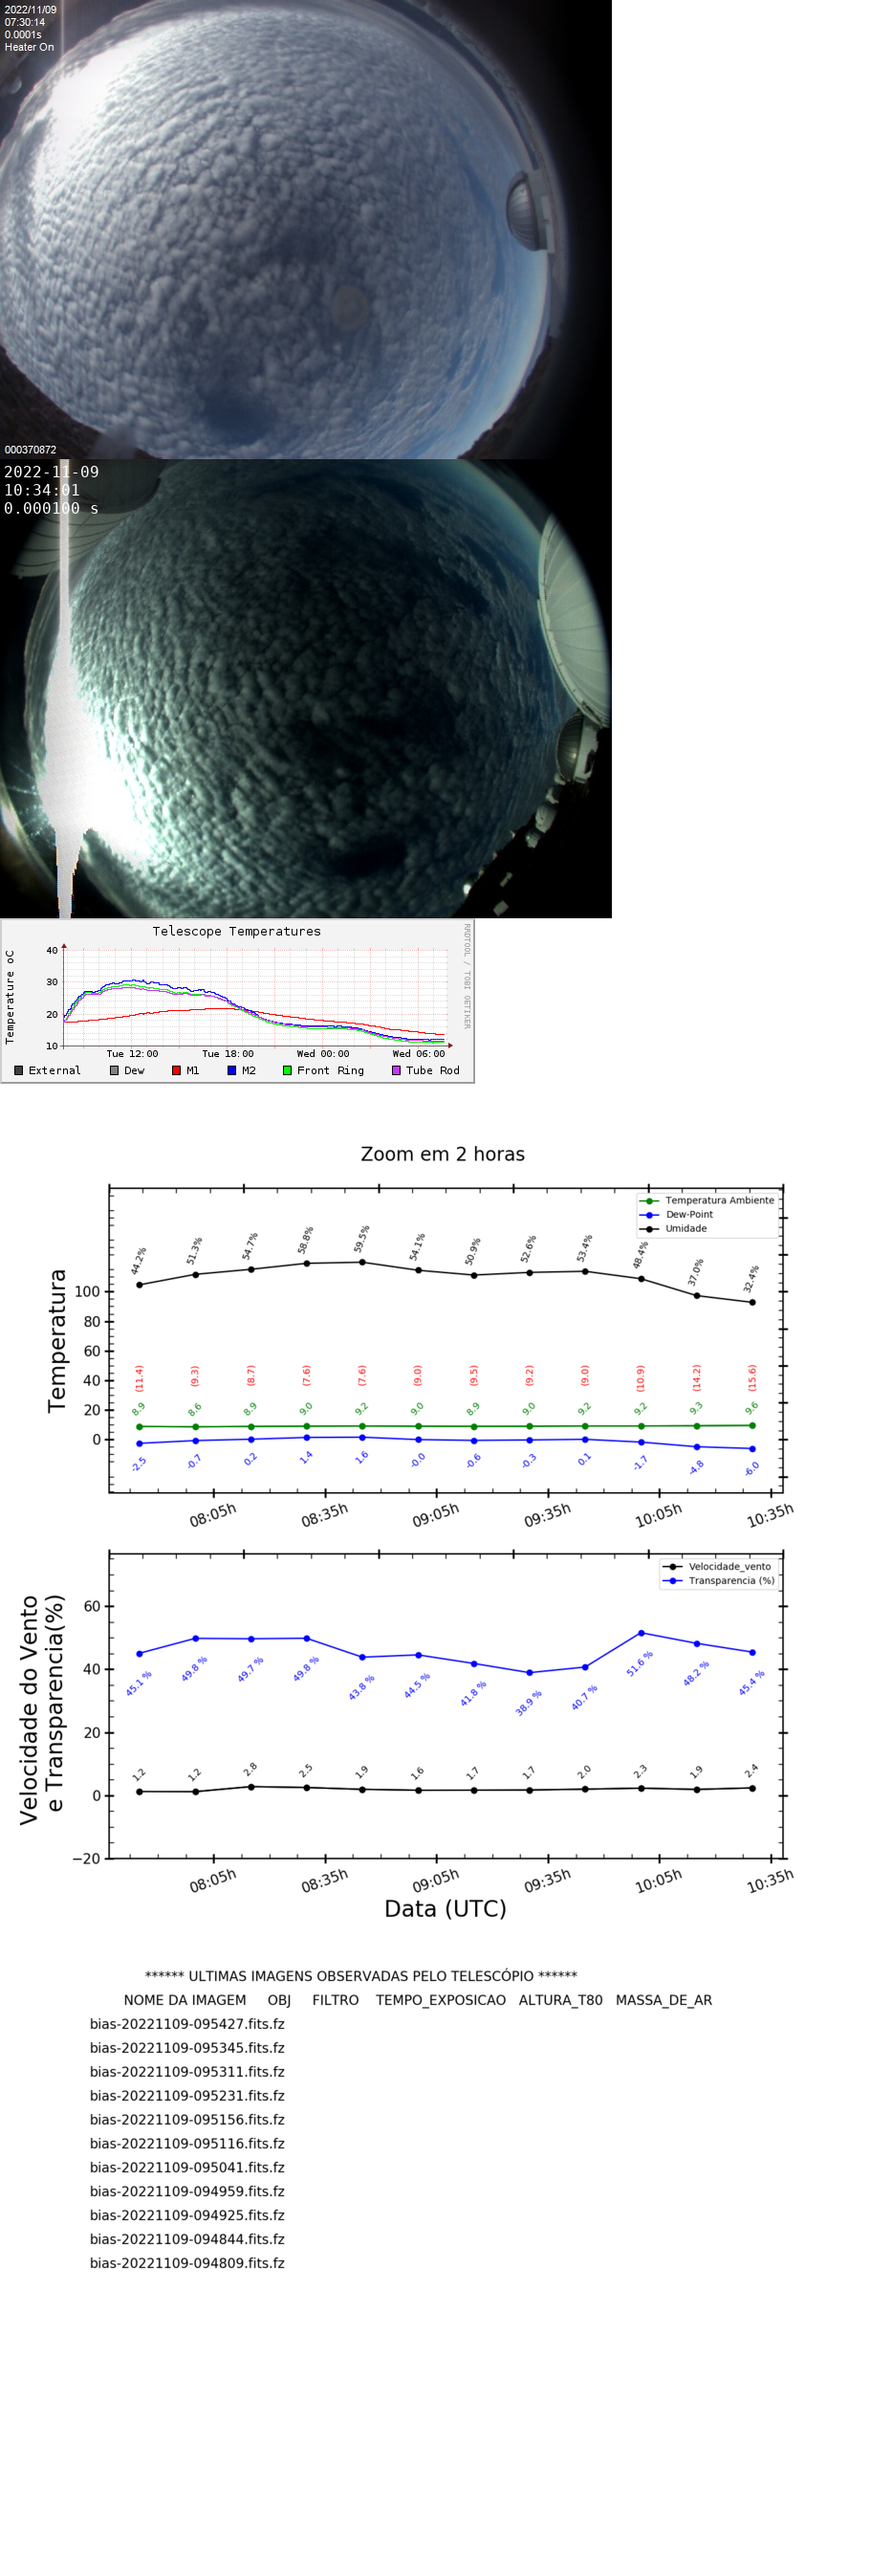 2022/11/09
07:30:14
0.0001s
Heater On
000370872
2022-11-09
10:34:01
0.000100 s
Telescope Temperatures
RRDTOOL / TOBI OETIKER
Temperature oC
40
30
20
10
Tue 12:00 Tue 18:00 Wed 00:00 Wed 06:00
External Dew M1 M2 Front Ring Tube Rod
Zoom em 2 horas
Temperatura Ambiente
Dew-Point
Umidade
Temperatura
44.2% 51.3% 54.7% 58.8% 59.5% 54.1% 50.9% 52.6% 53.4% 48.4% 37.0% 32.4%
100
80
60
40
20
0
(11.4) (9.3) (8.7) (7.6) (7.6) (9.0) (9.5) (9.2) (9.0) (10.9) (14.2) (15.6)
8.9 8.6 8.9 9.0 9.2 9.0 8.9 9.0 9.2 9.2 9.3 9.6
-2.5 -0.7 0.2 1.4 1.6 -0.0 -0.6 -0.3 0.1 -1.7 -4.8 -6.0
08:05h 08:35h 09:05h 09:35h 10:05h 10:35h
Velocidade_vento
Transparencia (%)
Velocidade do Vento
e Transparencia(%)
60
40
20
0
−20
45.1 % 49.8 % 49.7 % 49.8 % 43.8 % 44.5 % 41.8 % 38.9 % 40.7 % 51.6 % 48.2 % 45.4 %
1.2 1.2 2.8 2.5 1.9 1.6 1.7 1.7 2.0 2.3 1.9 2.4
08:05h 08:35h 09:05h 09:35h 10:05h 10:35h
Data (UTC)
****** ULTIMAS IMAGENS OBSERVADAS PELO TELESCÓPIO ******
NOME DA IMAGEM OBJ FILTRO TEMPO_EXPOSICAO ALTURA_T80 MASSA_DE_AR
bias-20221109-095427.fits.fz
bias-20221109-095345.fits.fz
bias-20221109-095311.fits.fz
bias-20221109-095231.fits.fz
bias-20221109-095156.fits.fz
bias-20221109-095116.fits.fz
bias-20221109-095041.fits.fz
bias-20221109-094959.fits.fz
bias-20221109-094925.fits.fz
bias-20221109-094844.fits.fz
bias-20221109-094809.fits.fz